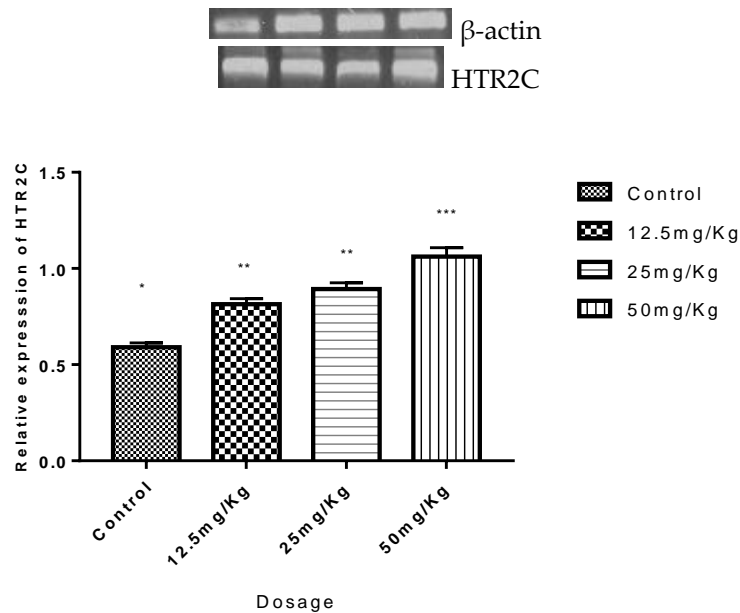 β-actin
HTR2C
Relative expresssion of HTR2C
1.5
1.0
0.5
0.0
*
**
**
***
Control
12.5mg/Kg
25mg/Kg
50mg/Kg
Dosage
Control
12.5mg/Kg
25mg/Kg
50mg/Kg